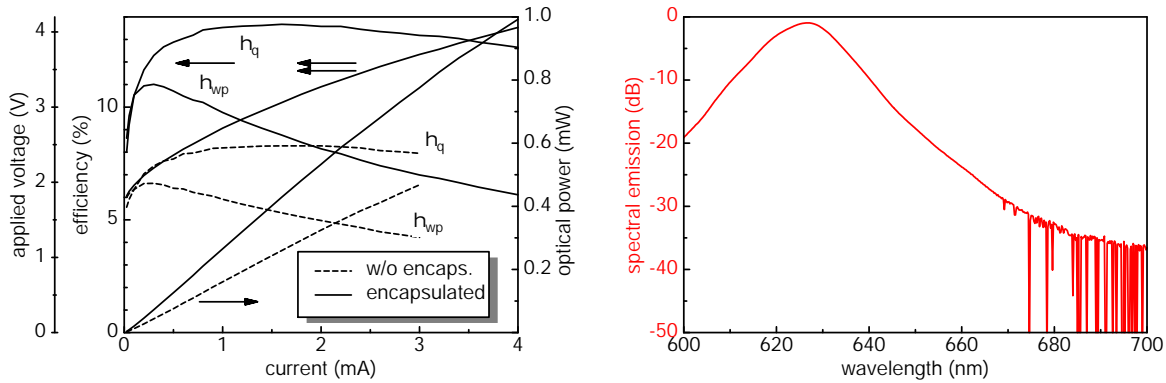 applied voltage (V)
4
3
2
1
0
efficiency (%)
10
5
0
h_q
h_wp
h_q
h_wp
w/o encaps.
encapsulated
0
1
2
3
4
current (mA)
1.0
0.8
0.6
0.4
0.2
optical power (mW)
spectral emission (dB)
0
-10
-20
-30
-40
-50
600
620
640
660
680
700
wavelength (nm)